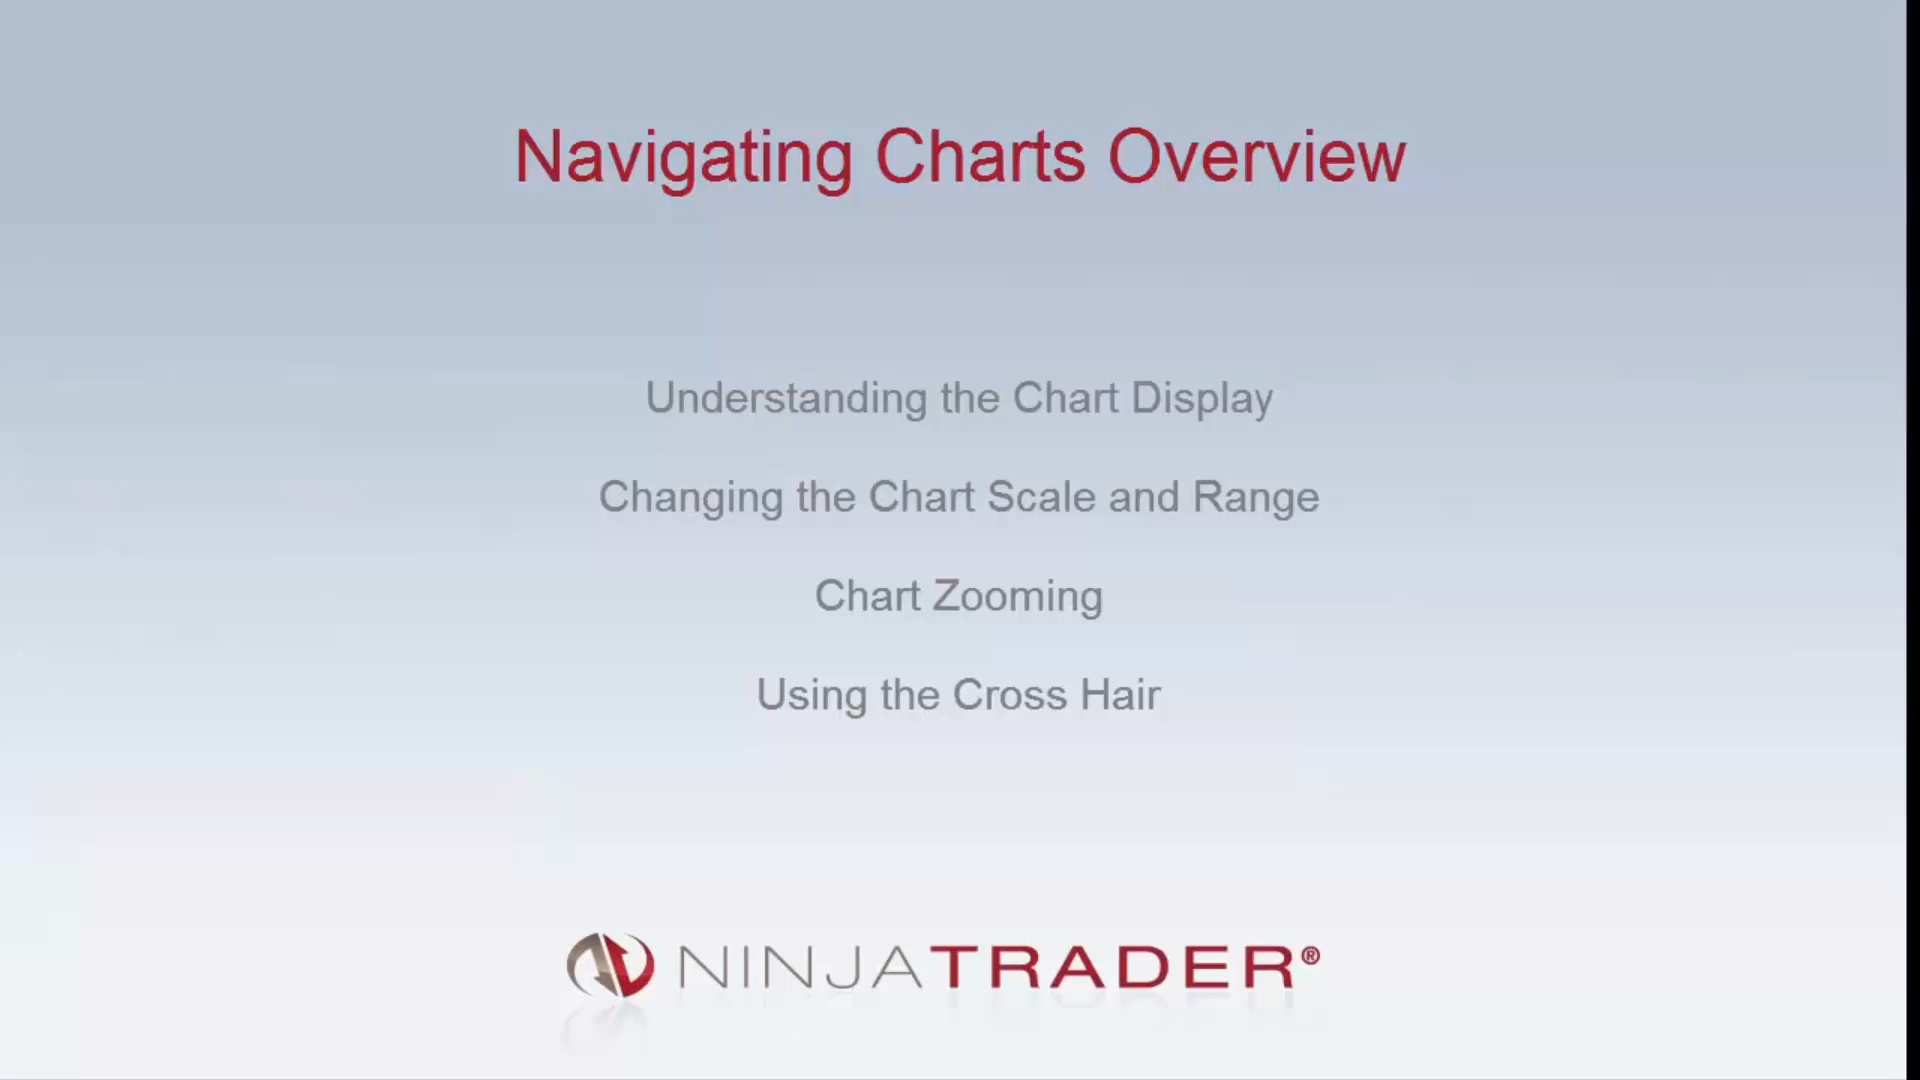 Navigating Charts Overview
Understanding the Chart Display
Changing the Chart Scale and Range
Chart Zooming
Using the Cross Hair
NINJATRADER®